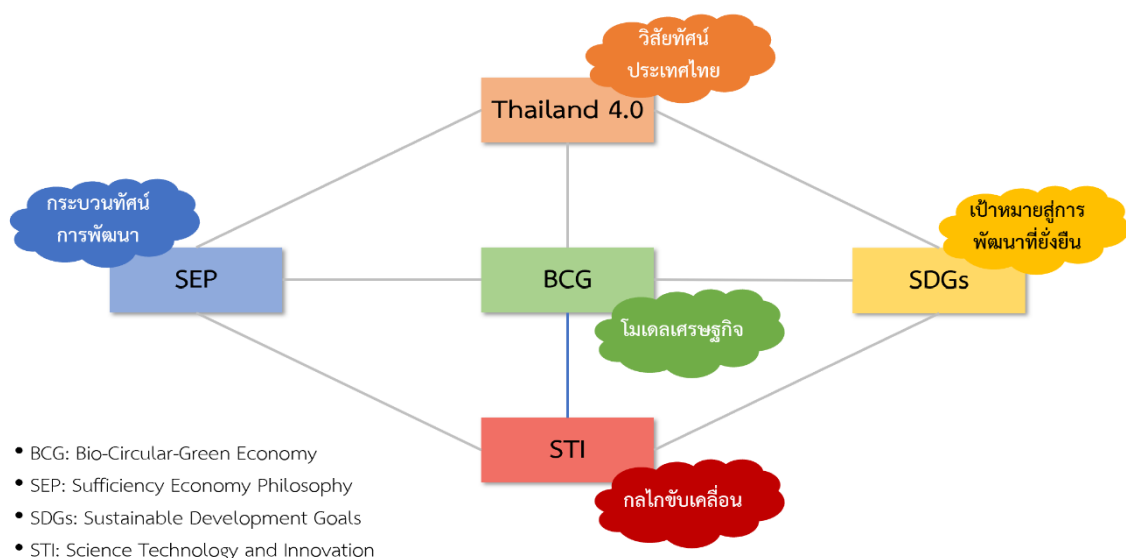 วิสัยทัศน์
ประเทศไทย
Thailand 4.0
กระบวนทัศน์
การพัฒนา
SEP
BCG
โมเดลเศรษฐกิจ
เป้าหมายสู่การ
พัฒนาที่ยั่งยืน
SDGs
STI
กลไกขับเคลื่อน
• BCG: Bio-Circular-Green Economy
• SEP: Sufficiency Economy Philosophy
• SDGs: Sustainable Development Goals
• STI: Science Technology and Innovation